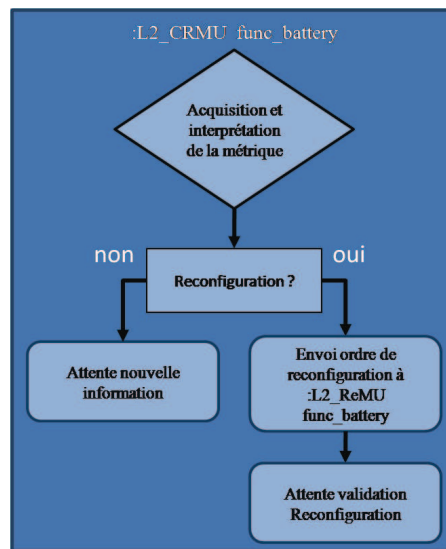 :L2_CRMU func_battery
Acquisition et
interprétation
de la métrique
non
oui
Reconfiguration ?
Attente nouvelle
information
Envoi ordre de
reconfiguration à
:L2_ReMU
func_battery
Attente validation
Reconfiguration